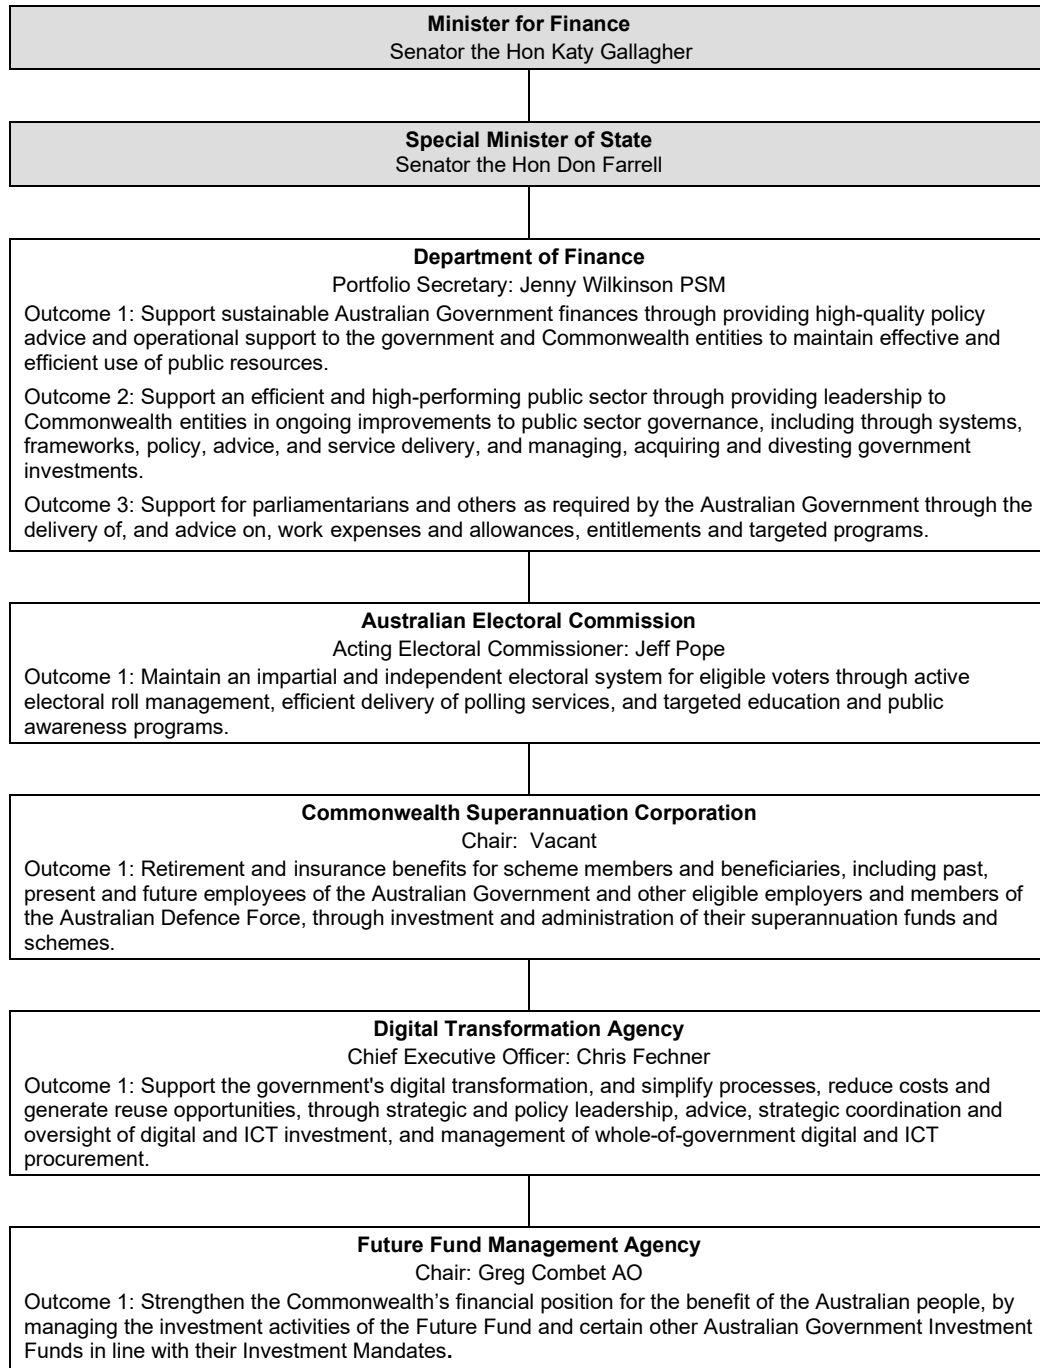 Minister for Finance
Senator the Hon Katy Gallagher
Special Minister of State
Senator the Hon Don Farrell
Department of Finance
Portfolio Secretary: Jenny Wilkinson PSM
Outcome 1: Support sustainable Australian Government finances through providing high-quality policy
advice and operational support to the government and Commonwealth entities to maintain effective and
efficient use of public resources.
Outcome 2: Support an efficient and high-performing public sector through providing leadership to
Commonwealth entities in ongoing improvements to public sector governance, including through systems,
frameworks, policy, advice, and service delivery, and managing, acquiring and divesting government
investments.
Outcome 3: Support for parliamentarians and others as required by the Australian Government through the
delivery of, and advice on, work expenses and allowances, entitlements and targeted programs.
Australian Electoral Commission
Acting Electoral Commissioner: Jeff Pope
Outcome 1: Maintain an impartial and independent electoral system for eligible voters through active
electoral roll management, efficient delivery of polling services, and targeted education and public
awareness programs.
Commonwealth Superannuation Corporation
Chair: Vacant
Outcome 1: Retirement and insurance benefits for scheme members and beneficiaries, including past,
present and future employees of the Australian Government and other eligible employers and members of
the Australian Defence Force, through investment and administration of their superannuation funds and
schemes.
Digital Transformation Agency
Chief Executive Officer: Chris Fechner
Outcome 1: Support the government's digital transformation, and simplify processes, reduce costs and
generate reuse opportunities, through strategic and policy leadership, advice, strategic coordination and
oversight of digital and ICT investment, and management of whole-of-government digital and ICT
procurement.
Future Fund Management Agency
Chair: Greg Combet AO
Outcome 1: Strengthen the Commonwealth’s financial position for the benefit of the Australian people, by
managing the investment activities of the Future Fund and certain other Australian Government Investment
Funds in line with their Investment Mandates.